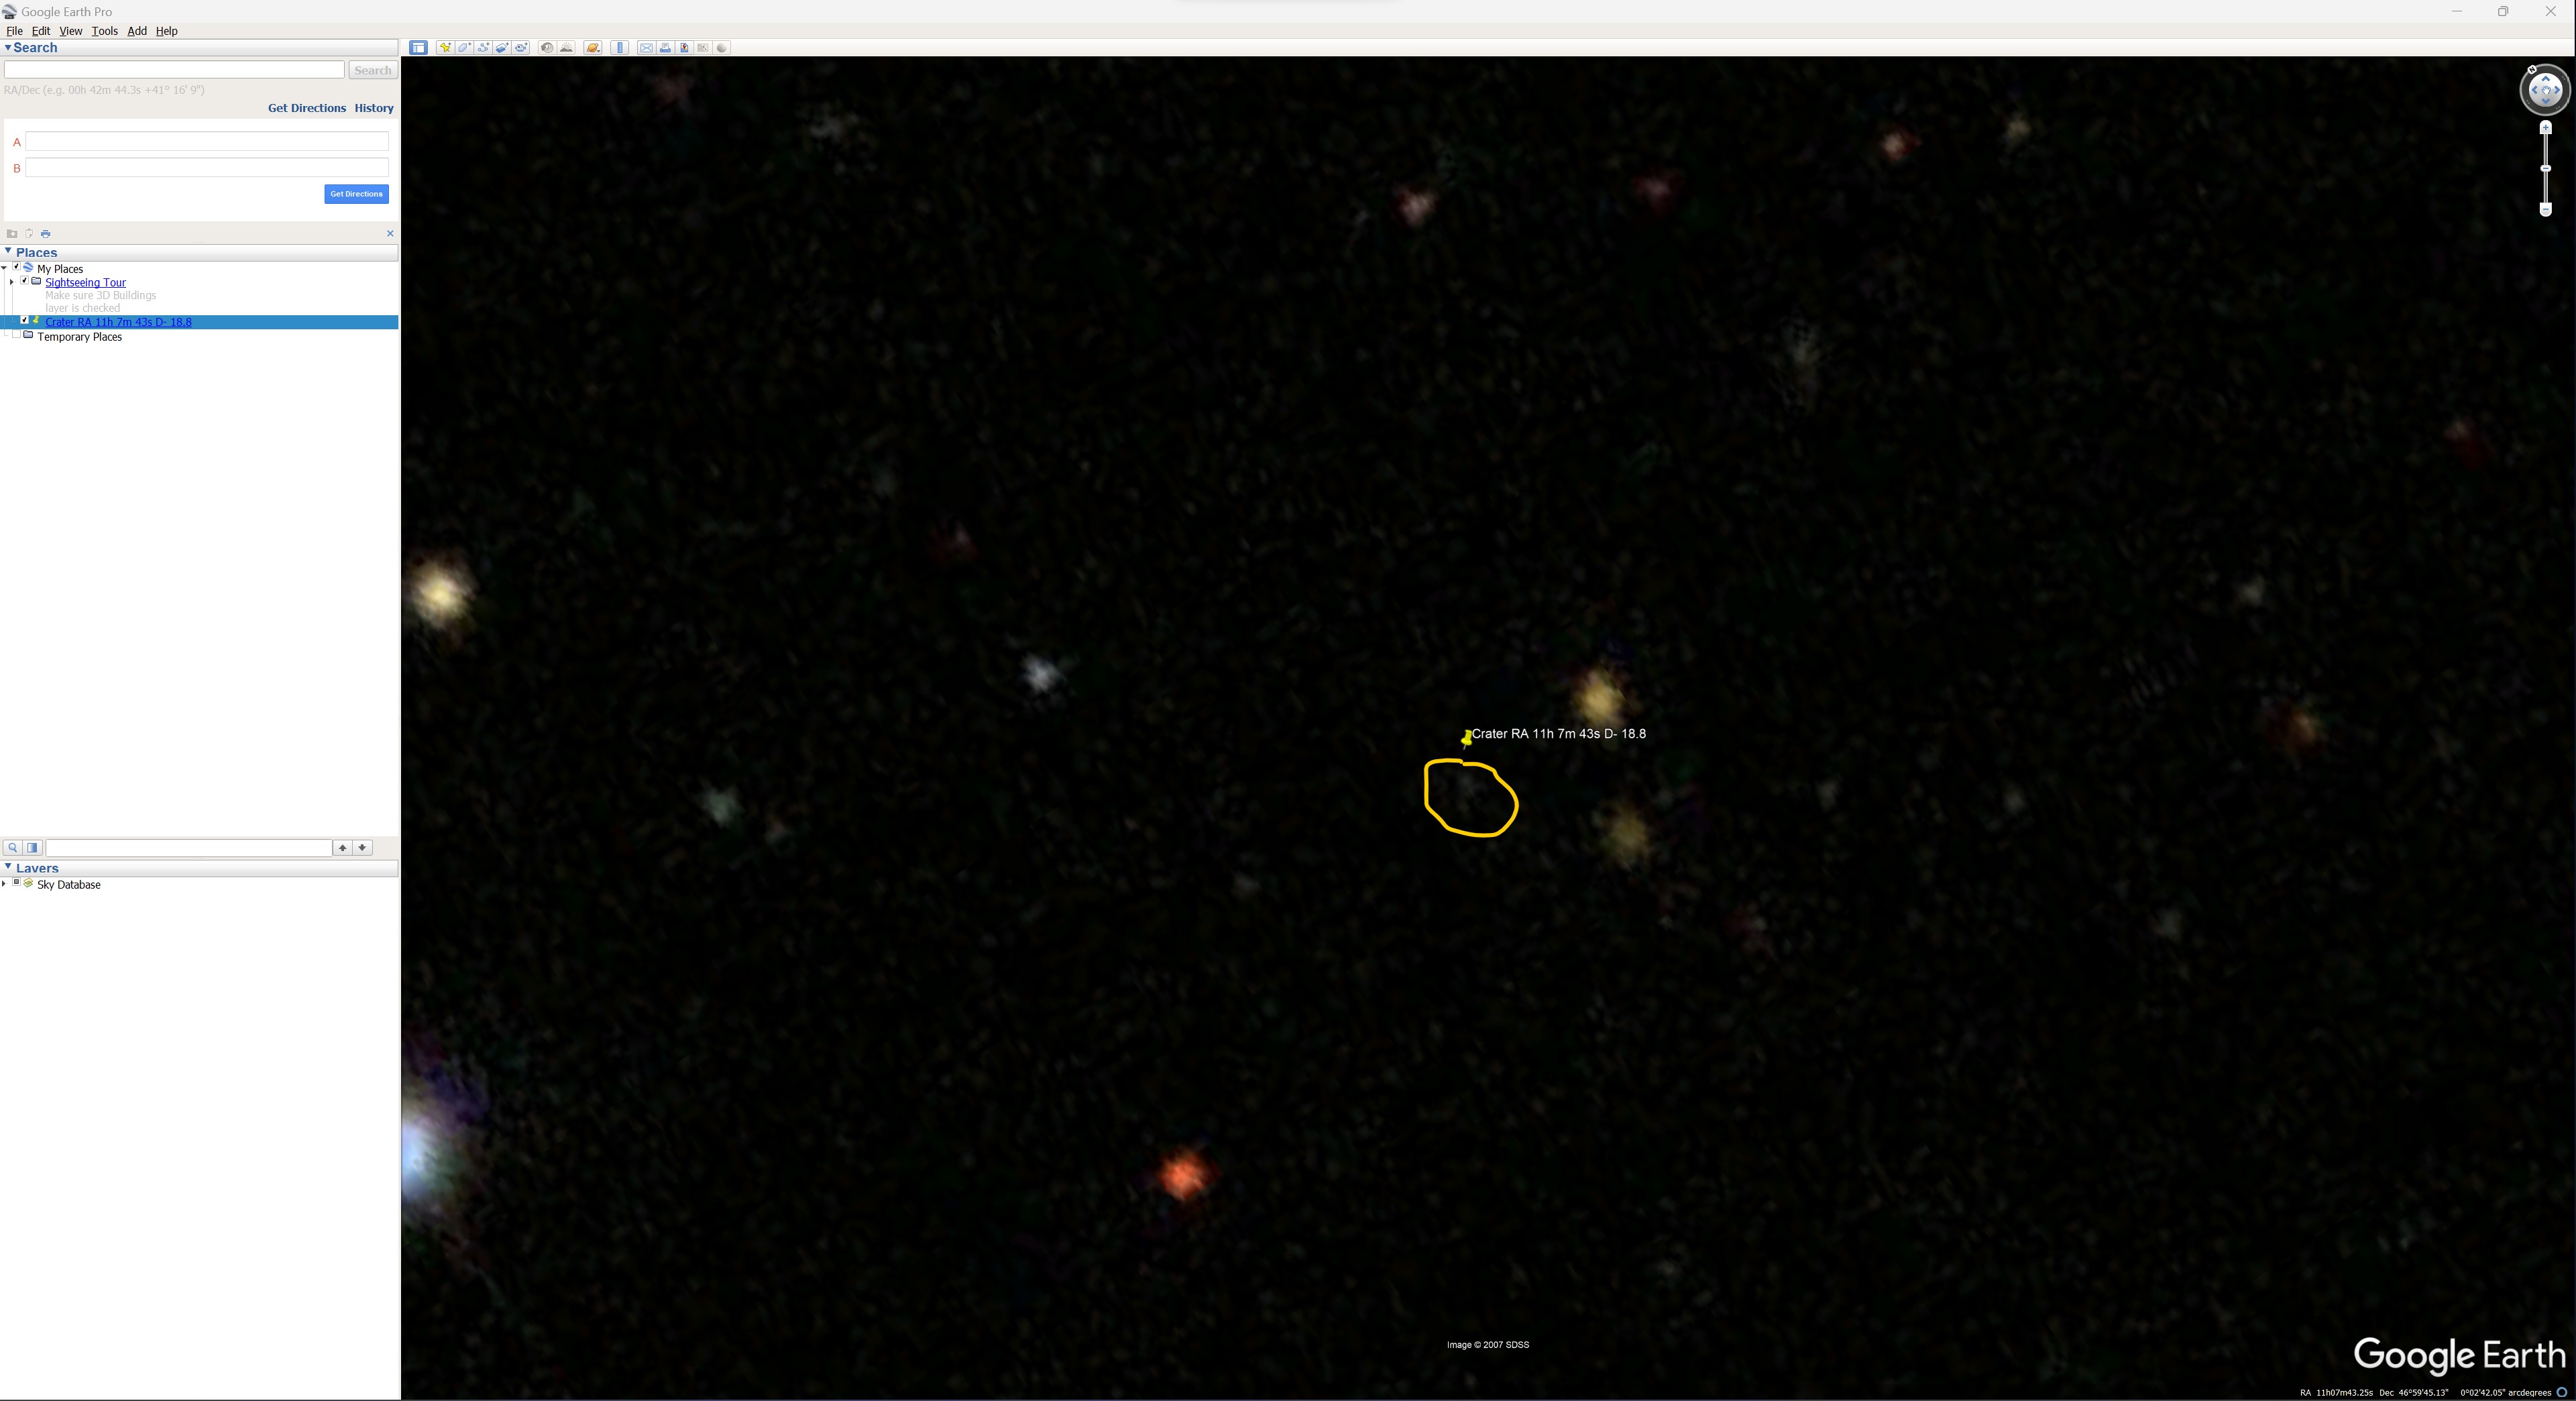 Google Earth Pro
File Edit View Tools Add Help
Search
Search
RA/Dec (e.g. 00h 42m 44.3s +41° 16' 9")
Get Directions History
A
B
Get Directions
Places
My Places
Sightseeing Tour
Make sure 3D Buildings
layer is checked
Crater RA 11h 7m 43s D- 18.8
Temporary Places
Layers
Sky Database
Crater RA 11h 7m 43s D- 18.8
Image © 2007 SDSS
Google Earth
RA 11h07m43.25s Dec 46°59'45.13" 0°02'42.05" arcdegrees